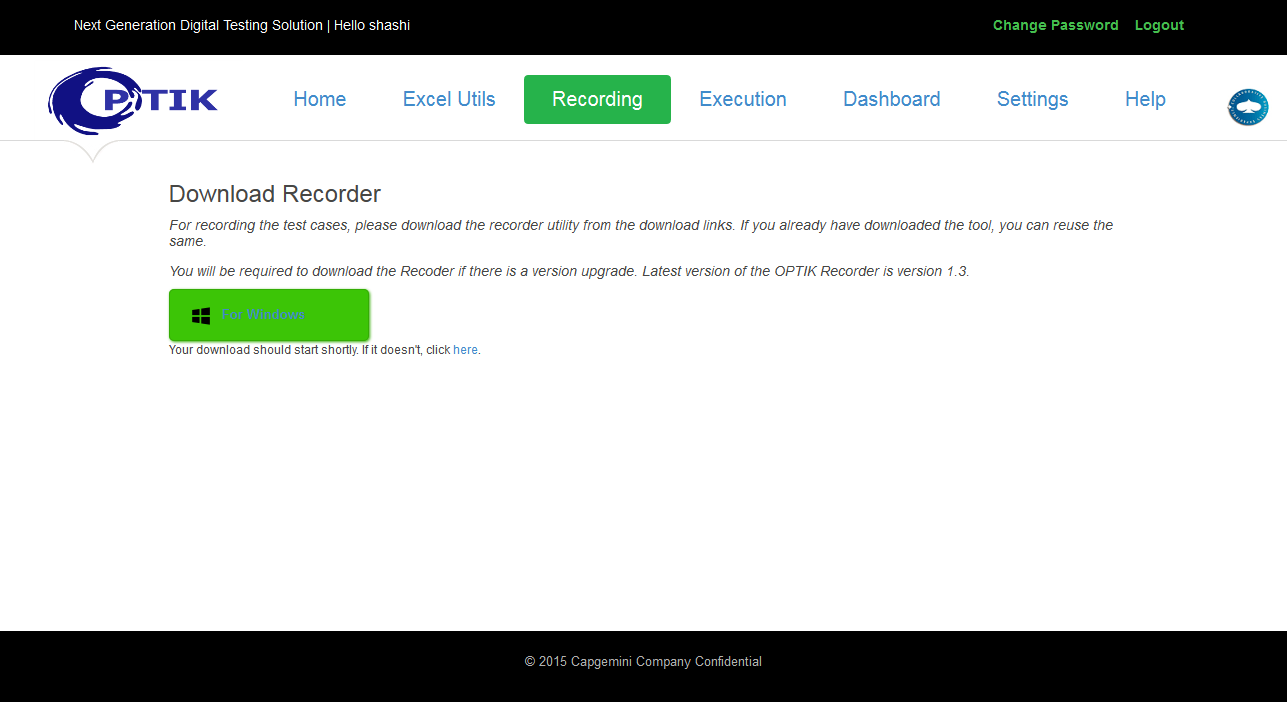 Next Generation Digital Testing Solution | Hello shashi
Change Password Logout
OPTIK
Home Excel Utils Recording Execution Dashboard Settings Help
Download Recorder
For recording the test cases, please download the recorder utility from the download links. If you already have downloaded the tool, you can reuse the
same.
You will be required to download the Recoder if there is a version upgrade. Latest version of the OPTIK Recorder is version 1.3.
For Windows
Your download should start shortly. If it doesn't, click here.
© 2015 Capgemini Company Confidential